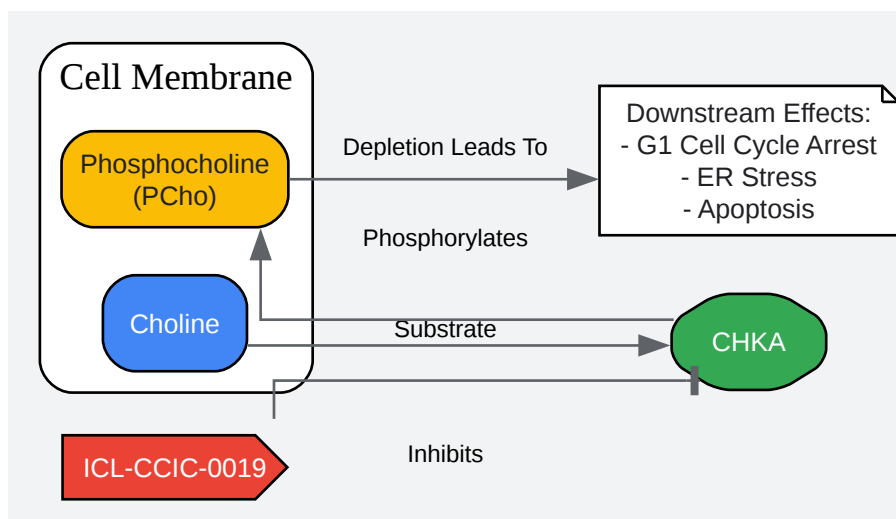 Cell Membrane
Phosphocholine
(PCho)
Depletion Leads To
Downstream Effects:
- G1 Cell Cycle Arrest
- ER Stress
- Apoptosis
Phosphorylates
Choline
Substrate
CHKA
ICL-CCIC-0019
Inhibits